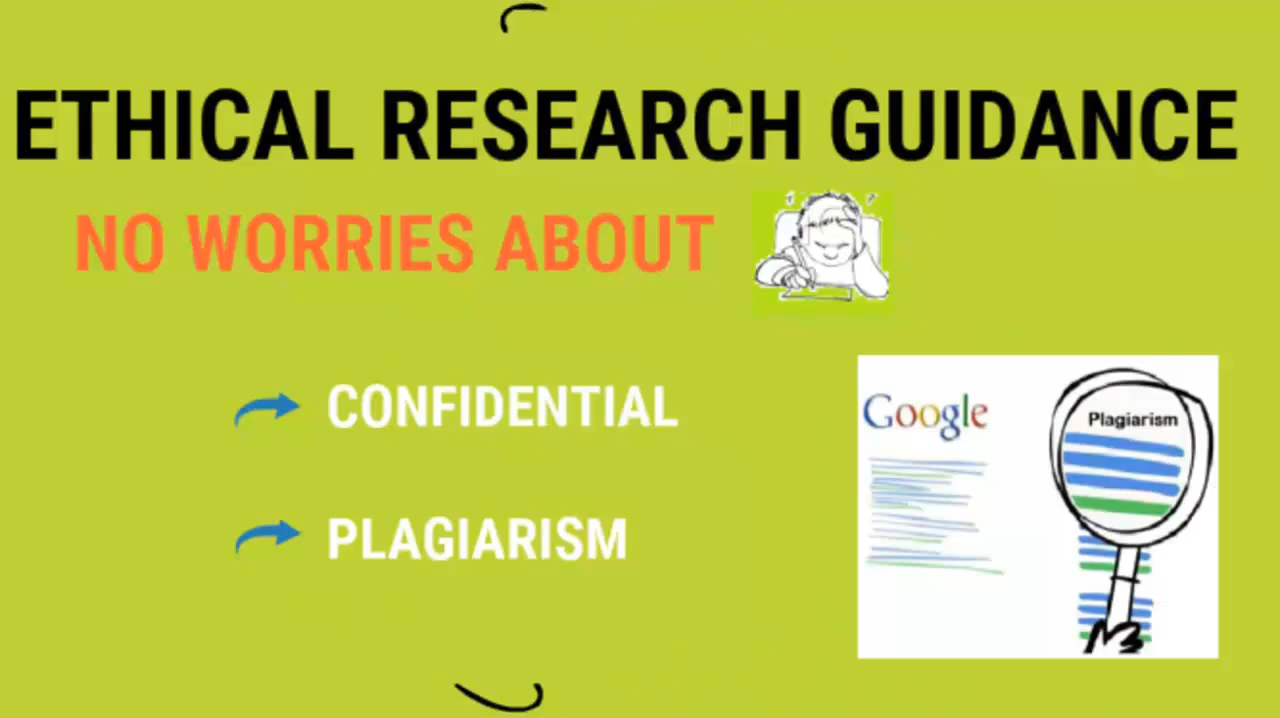 ETHICAL RESEARCH GUIDANCE
NO WORRIES ABOUT
CONFIDENTIAL
PLAGIARISM
Google
Plagiarism